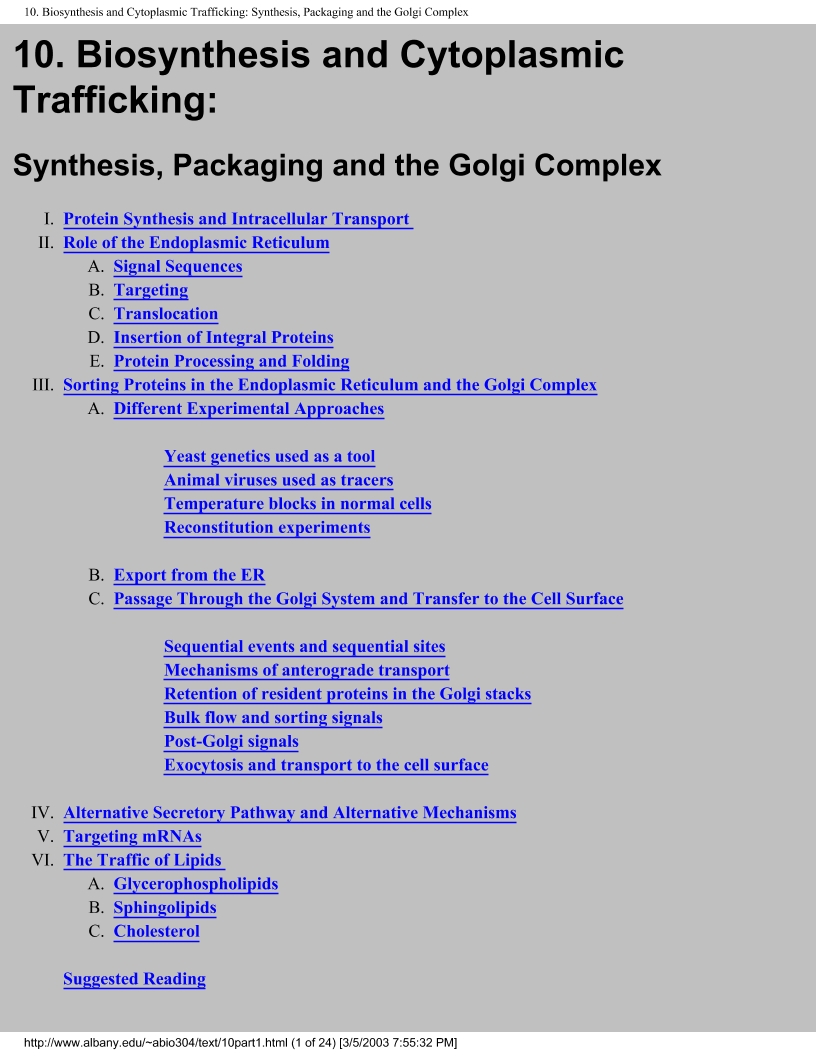 10. Biosynthesis and Cytoplasmic Trafficking: Synthesis, Packaging and the Golgi Complex
10. Biosynthesis and Cytoplasmic
Trafficking:
Synthesis, Packaging and the Golgi Complex
I. Protein Synthesis and Intracellular Transport
II. Role of the Endoplasmic Reticulum
A. Signal Sequences
B. Targeting
C. Translocation
D. Insertion of Integral Proteins
E. Protein Processing and Folding
III. Sorting Proteins in the Endoplasmic Reticulum and the Golgi Complex
A. Different Experimental Approaches
Yeast genetics used as a tool
Animal viruses used as tracers
Temperature blocks in normal cells
Reconstitution experiments
B. Export from the ER
C. Passage Through the Golgi System and Transfer to the Cell Surface
Sequential events and sequential sites
Mechanisms of anterograde transport
Retention of resident proteins in the Golgi stacks
Bulk flow and sorting signals
Post-Golgi signals
Exocytosis and transport to the cell surface
IV. Alternative Secretory Pathway and Alternative Mechanisms
V. Targeting mRNAs
VI. The Traffic of Lipids
A. Glycerophospholipids
B. Sphingolipids
C. Cholesterol
Suggested Reading
http://www.albany.edu/~abio304/text/10part1.html (1 of 24) [3/5/2003 7:55:32 PM]